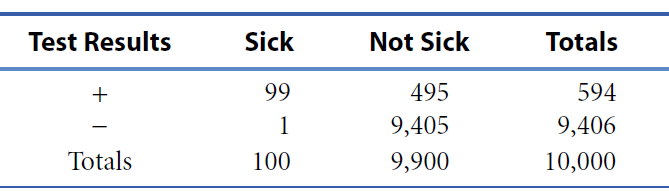 Test Results Sick Not Sick Totals
+ 99 495 594
− 1 9,405 9,406
Totals 100 9,900 10,000